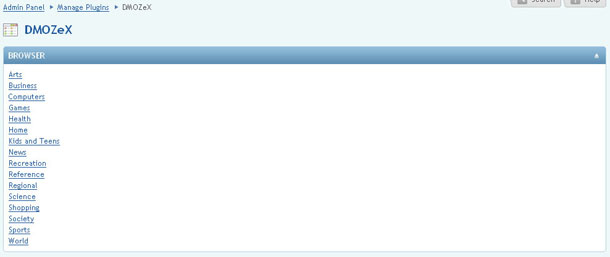 Search Help
Admin Panel Manage Plugins DMOZeX
DMOZeX
BROWSER
Arts
Business
Computers
Games
Health
Home
Kids and Teens
News
Recreation
Reference
Regional
Science
Shopping
Society
Sports
World